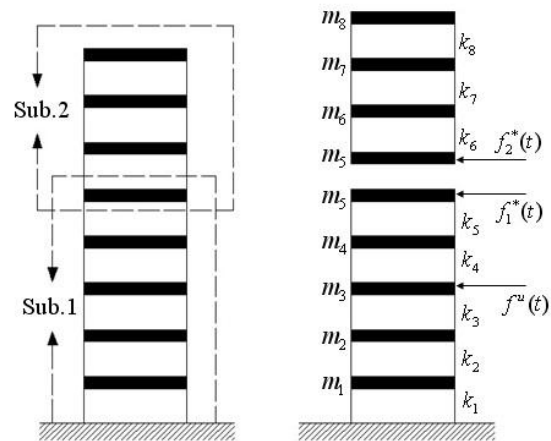 Sub.2
Sub.1
m₈
k₈
m₇
k₇
m₆
k₆
m₅
f₂*(t)
m₅
f₁*(t)
k₅
m₄
k₄
m₃
fᵘ(t)
k₃
m₂
k₂
m₁
k₁